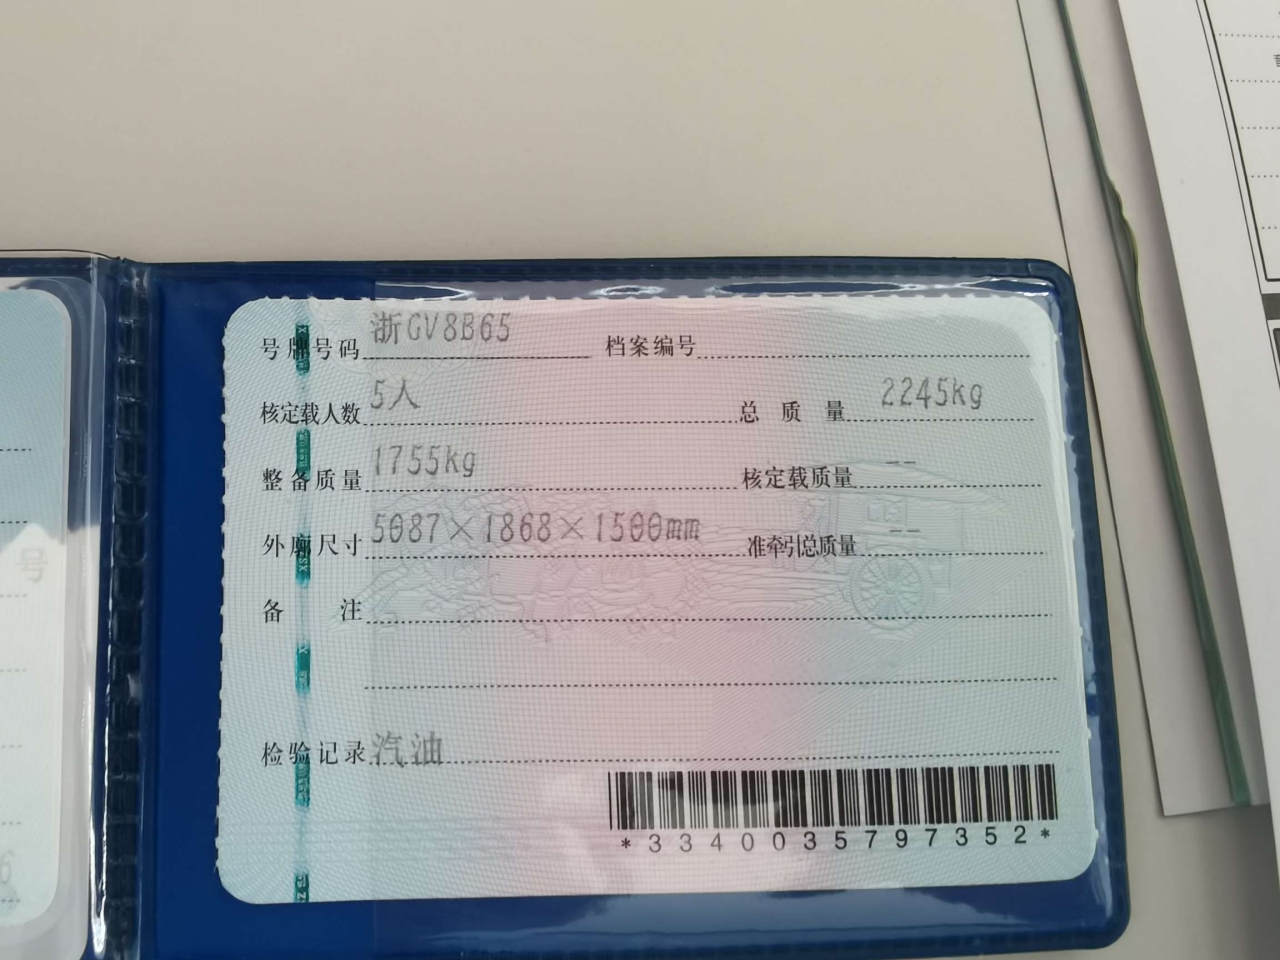 号牌号码 浙GV8B65 档案编号
核定载人数 5人 总质量 2245kg
整备质量 1755kg 核定载质量 --
外廓尺寸 5087×1868×1500mm 准牵引总质量 --
备注
检验记录 汽油
*3340035797352*
号
6